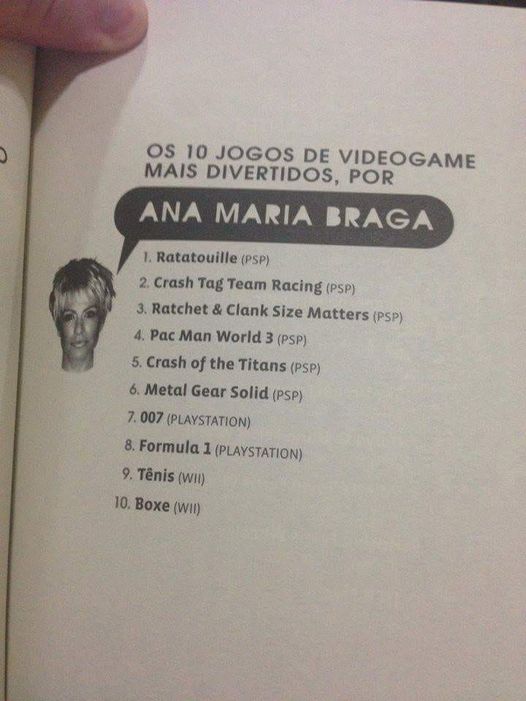 OS 10 JOGOS DE VIDEOGAME
MAIS DIVERTIDOS, POR
ANA MARIA BRAGA
1. Ratatouille (PSP)
2. Crash Tag Team Racing (PSP)
3. Ratchet & Clank Size Matters (PSP)
4. Pac Man World 3 (PSP)
5. Crash of the Titans (PSP)
6. Metal Gear Solid (PSP)
7. 007 (PLAYSTATION)
8. Formula 1 (PLAYSTATION)
9. Tênis (WII)
10. Boxe (WII)